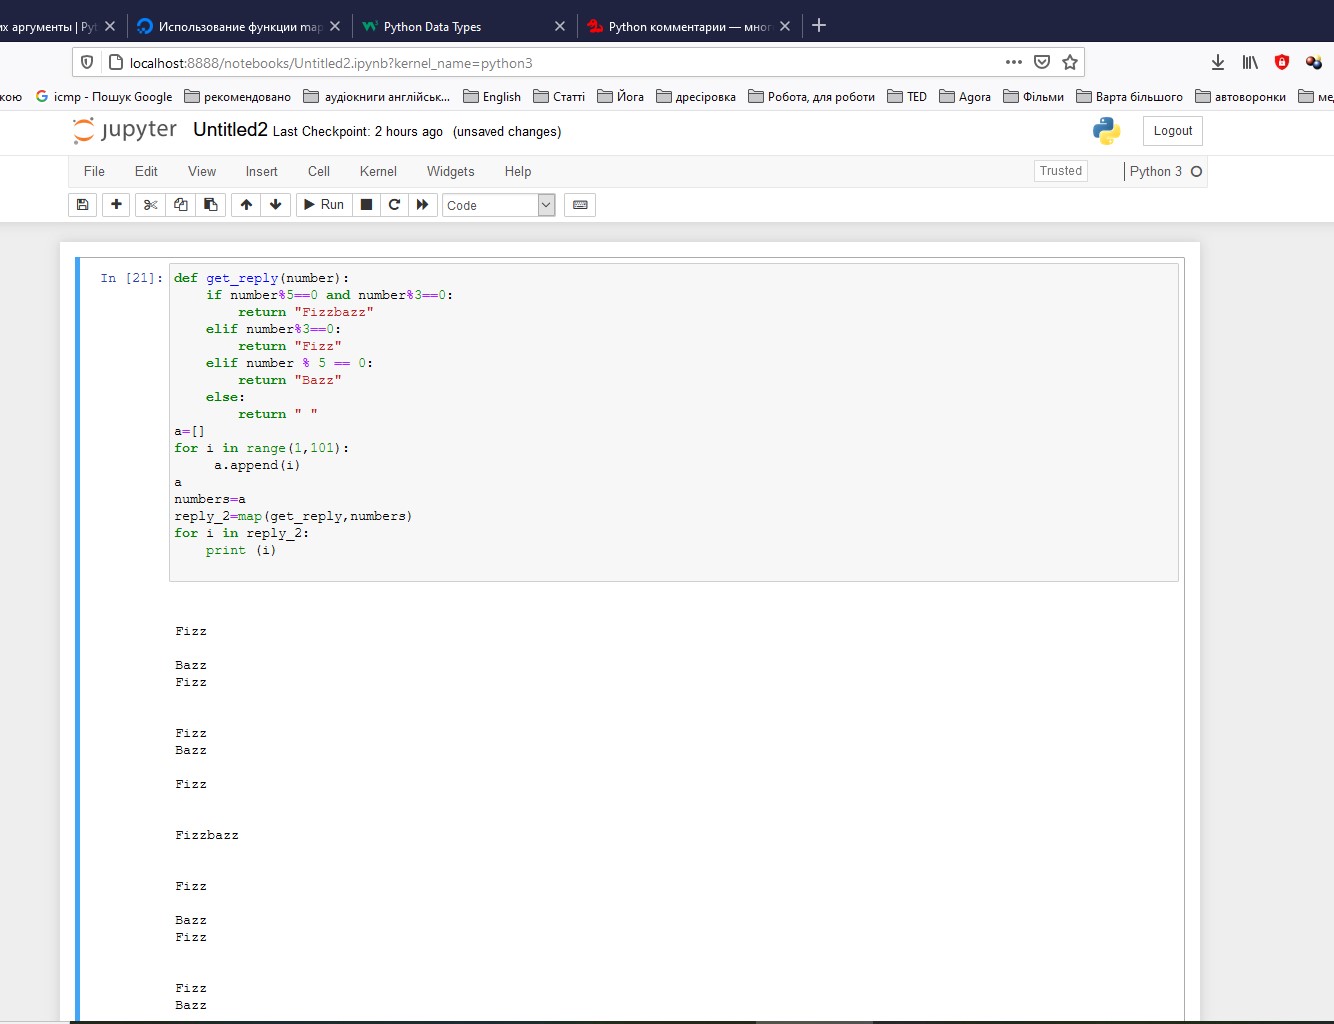 их аргументы | Pyt
Использование функции map
Python Data Types
Python комментарии — мног
localhost:8888/notebooks/Untitled2.ipynb?kernel_name=python3
кою
icmp - Пошук Google
рекомендовано
аудіокниги англійськ...
English
Статті
Йога
дресіровка
Робота, для роботи
TED
Agora
Фільми
Варта більшого
автоворонки
ме
jupyter Untitled2 Last Checkpoint: 2 hours ago (unsaved changes)
Logout
File Edit View Insert Cell Kernel Widgets Help
Trusted
Python 3
Run
Code
In [21]: def get_reply(number):
    if number%5==0 and number%3==0:
        return "Fizzbazz"
    elif number%3==0:
        return "Fizz"
    elif number % 5 == 0:
        return "Bazz"
    else:
        return " "
a=[]
for i in range(1,101):
     a.append(i)
a
numbers=a
reply_2=map(get_reply,numbers)
for i in reply_2:
    print (i)
Fizz
Bazz
Fizz
Fizz
Bazz
Fizz
Fizzbazz
Fizz
Bazz
Fizz
Fizz
Bazz